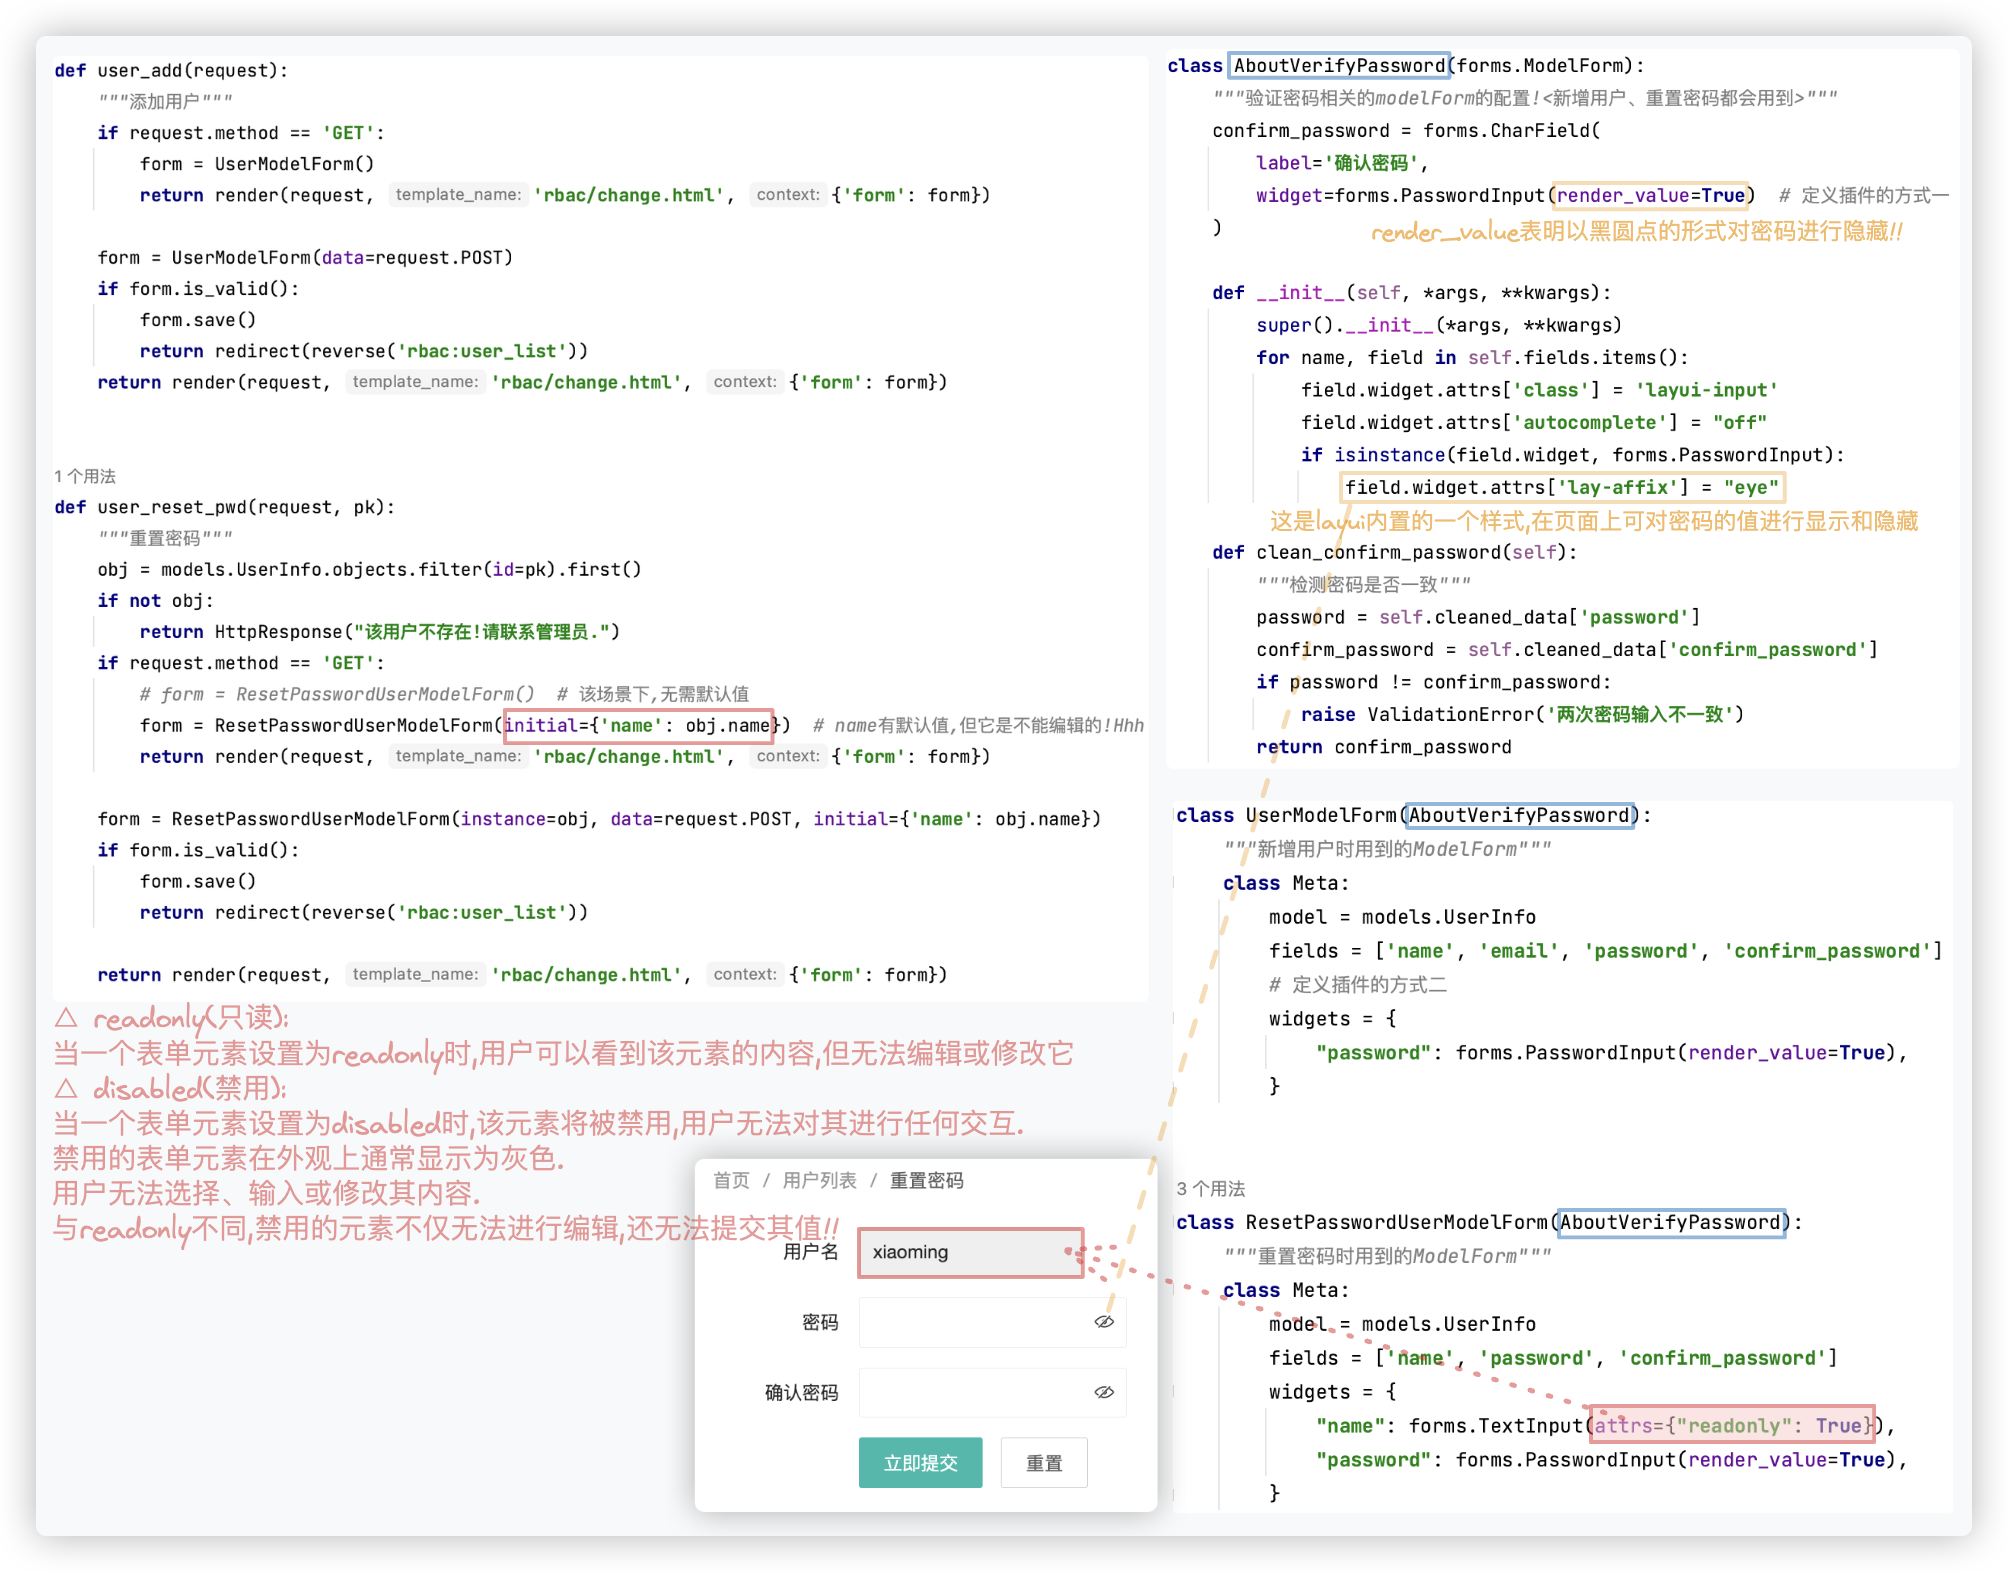 def user_add(request):
    """添加用户"""
    if request.method == 'GET':
        form = UserModelForm()
        return render(request, template_name: 'rbac/change.html', context: {'form': form})
    form = UserModelForm(data=request.POST)
    if form.is_valid():
        form.save()
        return redirect(reverse('rbac:user_list'))
    return render(request, template_name: 'rbac/change.html', context: {'form': form})
1 个用法
def user_reset_pwd(request, pk):
    """重置密码"""
    obj = models.UserInfo.objects.filter(id=pk).first()
    if not obj:
        return HttpResponse("该用户不存在!请联系管理员.")
    if request.method == 'GET':
        # form = ResetPasswordUserModelForm()  # 该场景下,无需默认值
        form = ResetPasswordUserModelForm(initial={'name': obj.name})  # name有默认值,但它是不能编辑的!Hhh
        return render(request, template_name: 'rbac/change.html', context: {'form': form})
    form = ResetPasswordUserModelForm(instance=obj, data=request.POST, initial={'name': obj.name})
    if form.is_valid():
        form.save()
        return redirect(reverse('rbac:user_list'))
    return render(request, template_name: 'rbac/change.html', context: {'form': form})
△ readonly(只读):
当一个表单元素设置为readonly时,用户可以看到该元素的内容,但无法编辑或修改它
△ disabled(禁用):
当一个表单元素设置为disabled时,该元素将被禁用,用户无法对其进行任何交互.
禁用的表单元素在外观上通常显示为灰色.
用户无法选择、输入或修改其内容.
与readonly不同,禁用的元素不仅无法进行编辑,还无法提交其值!!
首页 / 用户列表 / 重置密码
用户名 xiaoming
密码
确认密码
立即提交 重置
class AboutVerifyPassword(forms.ModelForm):
    """验证密码相关的modelForm的配置!<新增用户、重置密码都会用到>"""
    confirm_password = forms.CharField(
        label='确认密码',
        widget=forms.PasswordInput(render_value=True)  # 定义插件的方式一
    )
render_value表明以黑圆点的形式对密码进行隐藏!!
    def __init__(self, *args, **kwargs):
        super().__init__(*args, **kwargs)
        for name, field in self.fields.items():
            field.widget.attrs['class'] = 'layui-input'
            field.widget.attrs['autocomplete'] = "off"
            if isinstance(field.widget, forms.PasswordInput):
                field.widget.attrs['lay-affix'] = "eye"
这是layui内置的一个样式,在页面上可对密码的值进行显示和隐藏
    def clean_confirm_password(self):
        """检测密码是否一致"""
        password = self.cleaned_data['password']
        confirm_password = self.cleaned_data['confirm_password']
        if password != confirm_password:
            raise ValidationError('两次密码输入不一致')
        return confirm_password
class UserModelForm(AboutVerifyPassword):
    """新增用户时用到的ModelForm"""
    class Meta:
        model = models.UserInfo
        fields = ['name', 'email', 'password', 'confirm_password']
        # 定义插件的方式二
        widgets = {
            "password": forms.PasswordInput(render_value=True),
        }
3 个用法
class ResetPasswordUserModelForm(AboutVerifyPassword):
    """重置密码时用到的ModelForm"""
    class Meta:
        model = models.UserInfo
        fields = ['name', 'password', 'confirm_password']
        widgets = {
            "name": forms.TextInput(attrs={"readonly": True}),
            "password": forms.PasswordInput(render_value=True),
        }